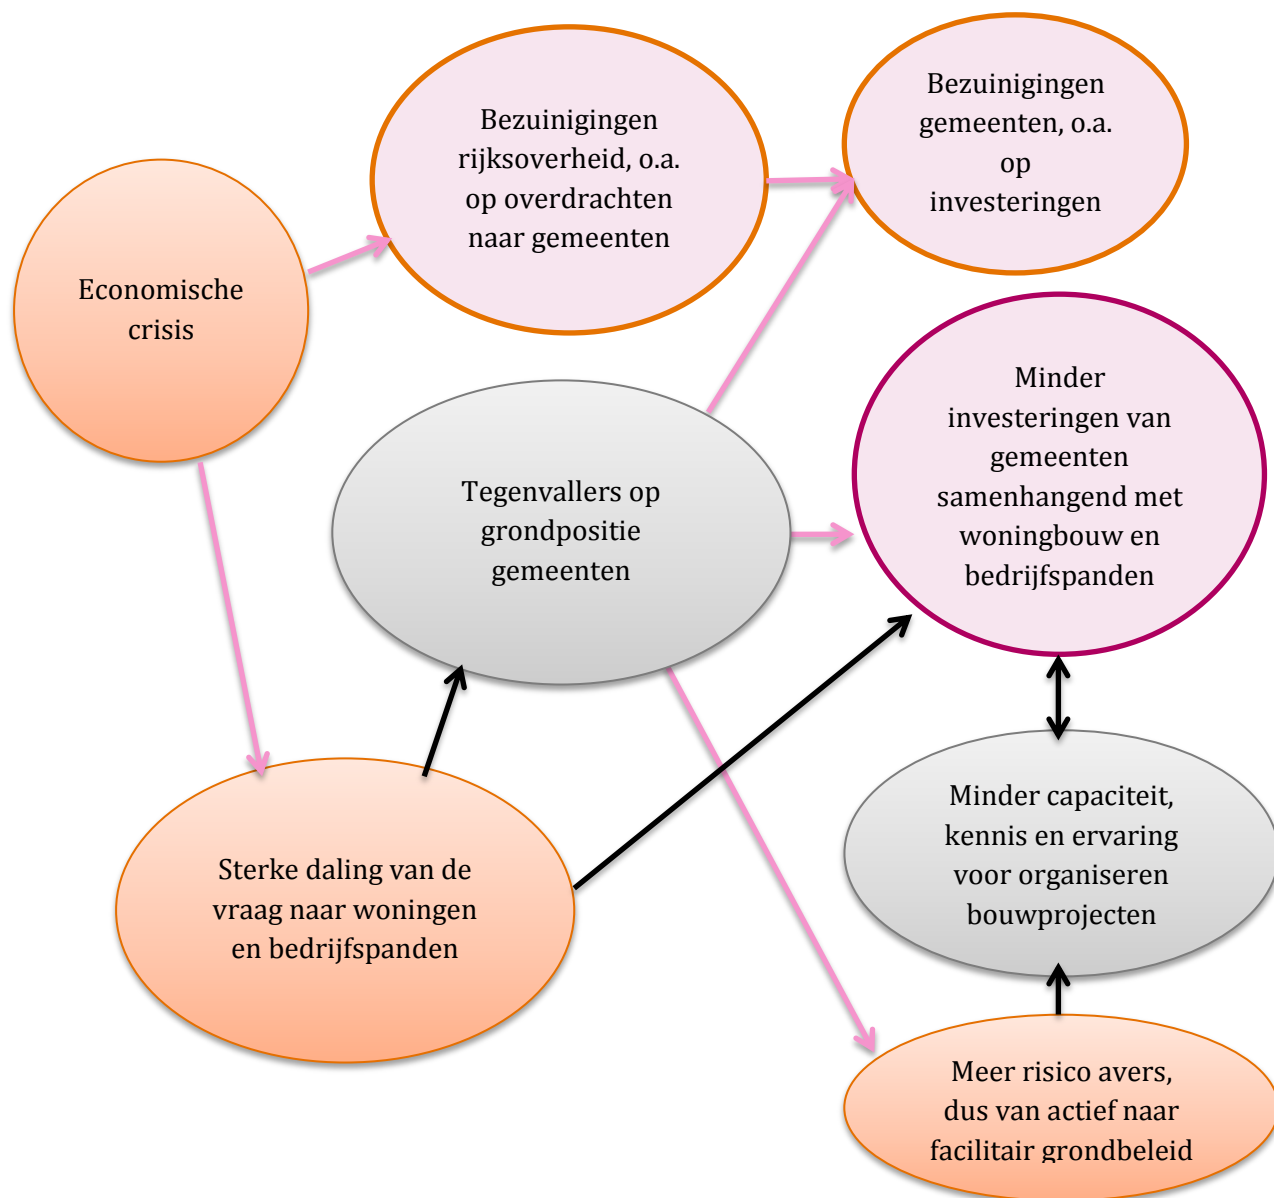 Bezuinigingen
rijksoverheid, o.a.
op overdrachten
naar gemeenten
Bezuinigingen
gemeenten, o.a.
op
investeringen
Economische
crisis
Minder
investeringen van
gemeenten
samenhangend met
woningbouw en
bedrijfspanden
Tegenvallers op
grondpositie
gemeenten
Sterke daling van de
vraag naar woningen
en bedrijfspanden
Minder capaciteit,
kennis en ervaring
voor organiseren
bouwprojecten
Meer risico avers,
dus van actief naar
facilitair grondbeleid